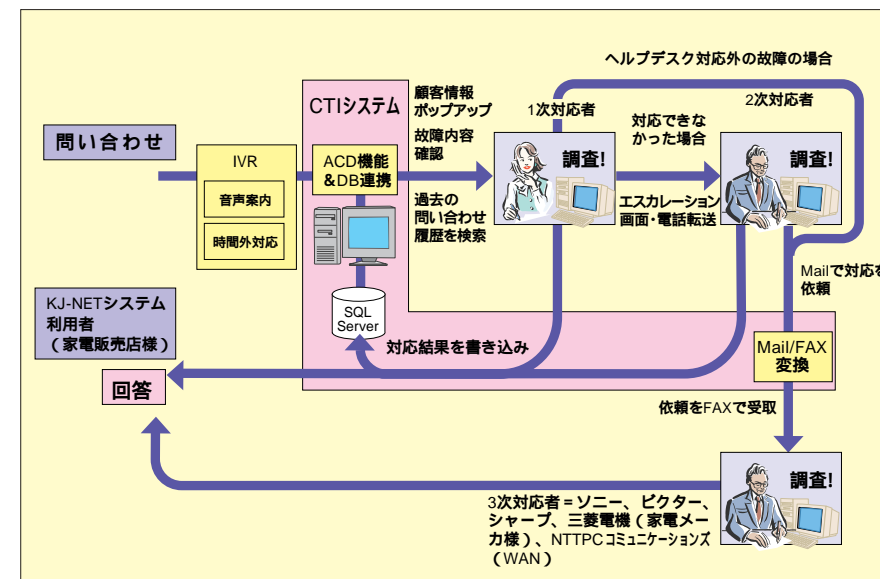 ヘルプデスク対応外の故障の場合
CTIシステム
顧客情報
ポップアップ
1次対応者
2次対応者
問い合わせ
IVR
音声案内
時間外対応
ACD機能
&DB連携
故障内容
確認
過去の
問い合わせ
履歴を検索
調査!
対応できな
かった場合
エスカレーション
画面・電話転送
調査!
Mailで対応を
依頼
KJ-NETシステム
利用者
(家電販売店様)
SQL
Server
対応結果を書き込み
Mail/FAX
変換
回答
依頼をFAXで受取
調査!
3次対応者=ソニー、ビクター、
シャープ、三菱電機(家電メー
カ様)、NTTPCコミュニケーションズ
(WAN)